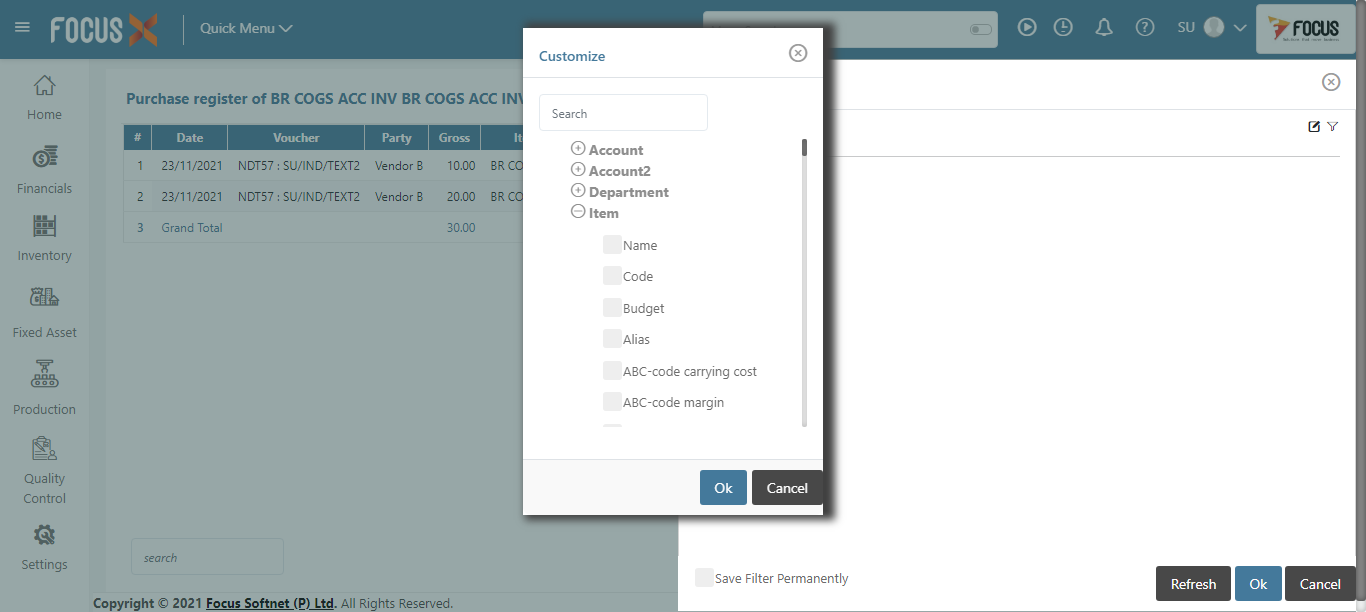 FOCUS X
Quick Menu
SU
FOCUS
Home
Financials
Inventory
Fixed Asset
Production
Quality
Control
Settings
Purchase register of BR COGS ACC INV BR COGS ACC INV
# Date Voucher Party Gross
1 23/11/2021 NDT57 : SU/IND/TEXT2 Vendor B 10.00 BR CO
2 23/11/2021 NDT57 : SU/IND/TEXT2 Vendor B 20.00 BR CO
3 Grand Total 30.00
search
Copyright © 2021 Focus Softnet (P) Ltd. All Rights Reserved.
Customize
Search
Account
Account2
Department
Item
Name
Code
Budget
Alias
ABC-code carrying cost
ABC-code margin
Ok Cancel
Save Filter Permanently
Refresh Ok Cancel